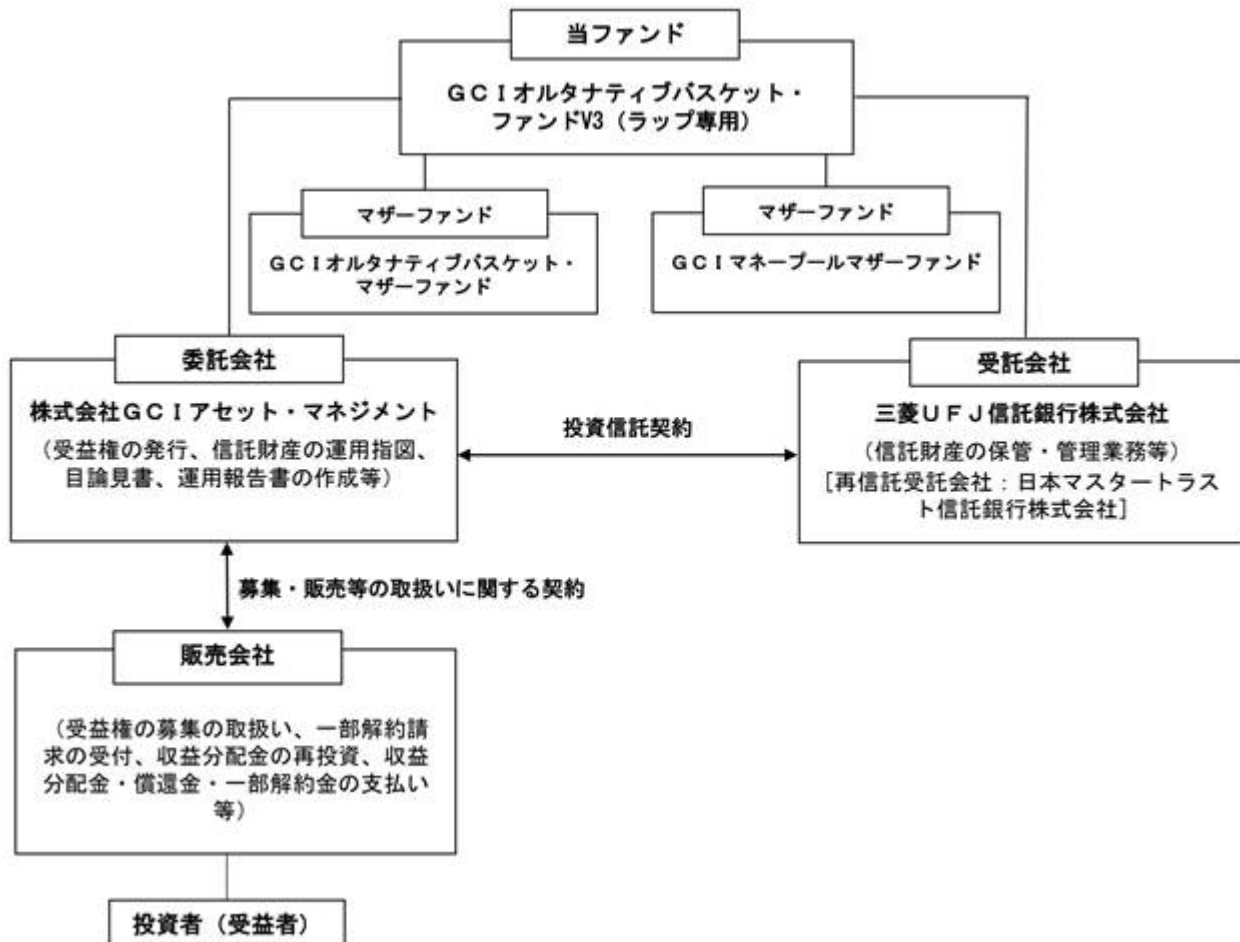 当ファンド
ＧＣＩオルタナティブバスケット・
ファンドV3（ラップ専用）
マザーファンド
ＧＣＩオルタナティブバスケット・
マザーファンド
マザーファンド
ＧＣＩマネープールマザーファンド
委託会社
株式会社ＧＣＩアセット・マネジメント
（受益権の発行、信託財産の運用指図、
目論見書、運用報告書の作成等）
投資信託契約
受託会社
三菱ＵＦＪ信託銀行株式会社
（信託財産の保管・管理業務等）
［再信託受託会社：日本マスタートラス
ト信託銀行株式会社］
募集・販売等の取扱いに関する契約
販売会社
（受益権の募集の取扱い、一部解約請
求の受付、収益分配金の再投資、収益
分配金・償還金・一部解約金の支払い
等）
投資者（受益者）